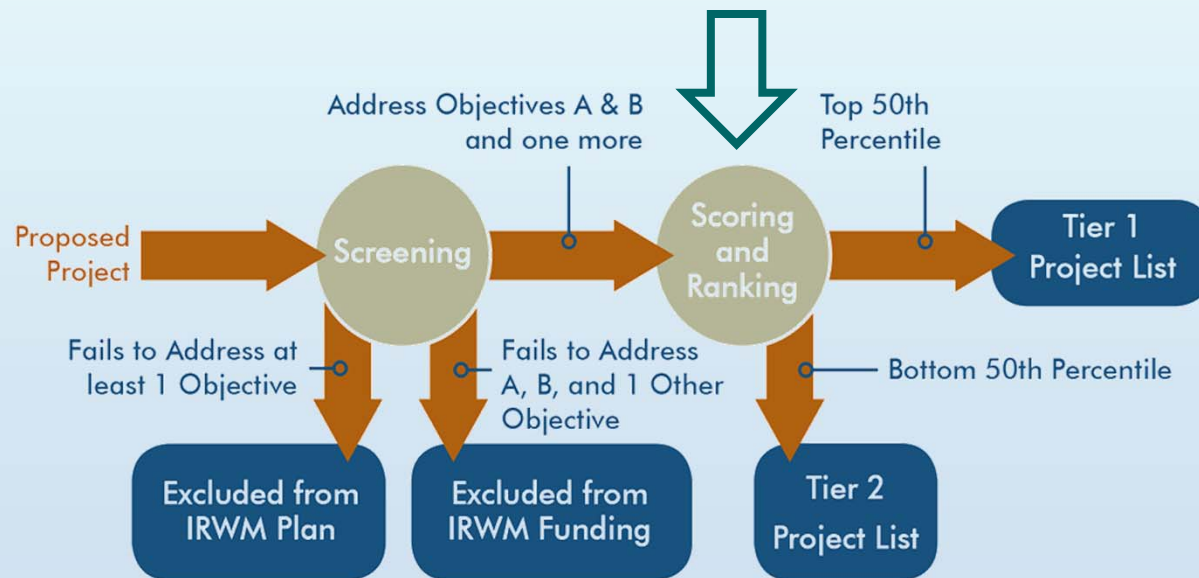 Address Objectives A & B
and one more
Top 50th
Percentile
Proposed
Project
Screening
Scoring
and
Ranking
Tier 1
Project List
Fails to Address at
least 1 Objective
Fails to Address
A, B, and 1 Other
Objective
Bottom 50th Percentile
Excluded from
IRWM Plan
Excluded from
IRWM Funding
Tier 2
Project List